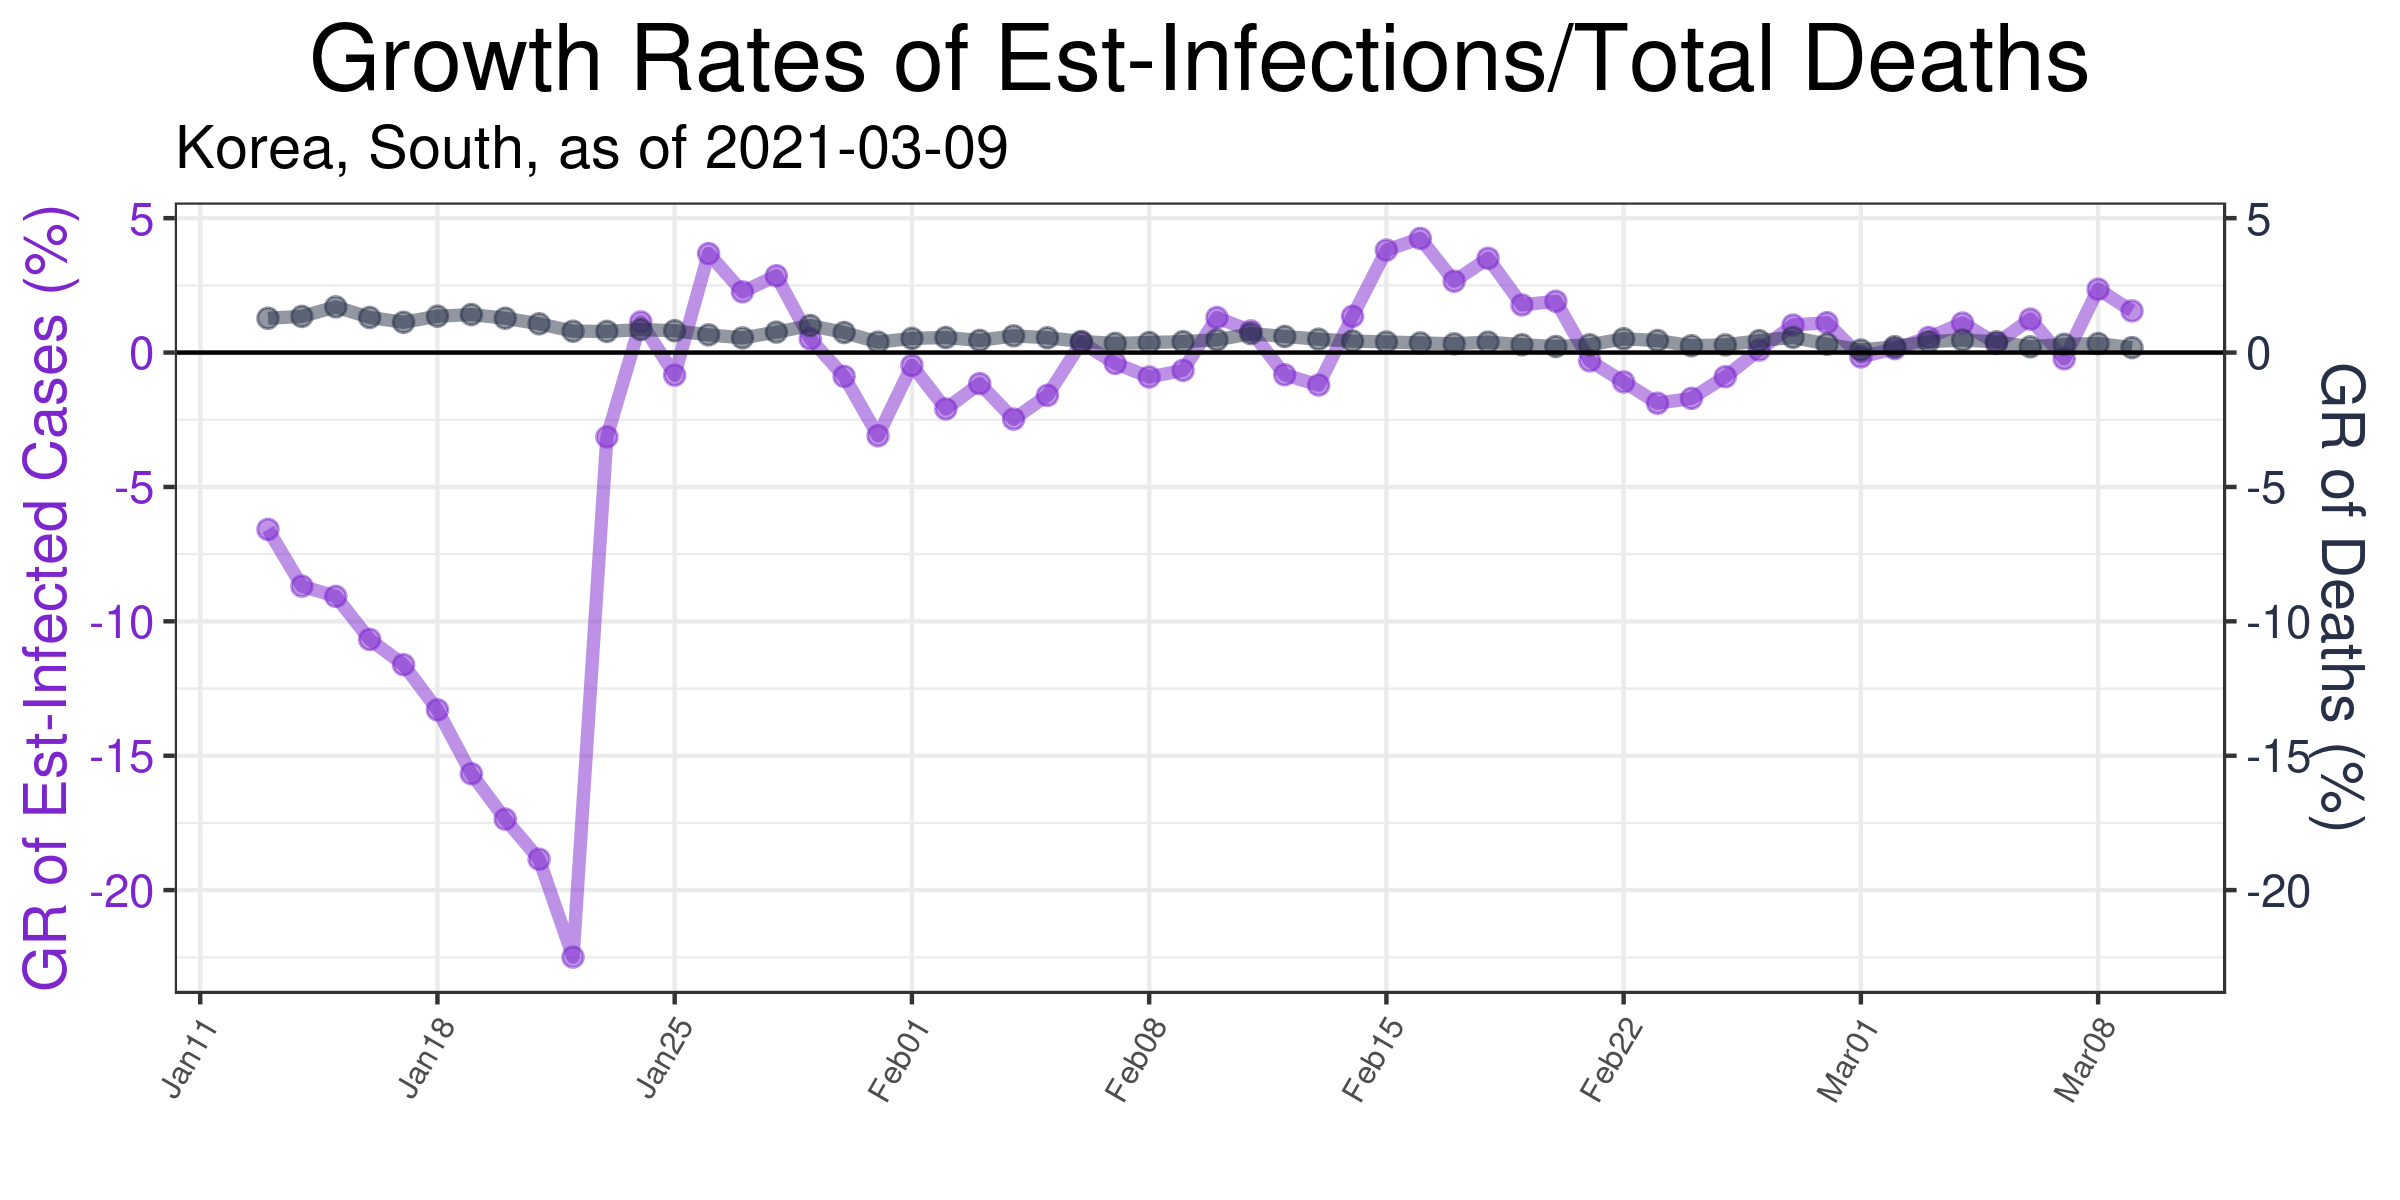 Growth Rates of Est-Infections/Total Deaths
Korea, South, as of 2021-03-09
GR of Est-Infected Cases (%)
5
0
-5
-10
-15
-20
5
0
-5
-10
-15
-20
GR of Deaths (%)
Jan11
Jan18
Jan25
Feb01
Feb08
Feb15
Feb22
Mar01
Mar08